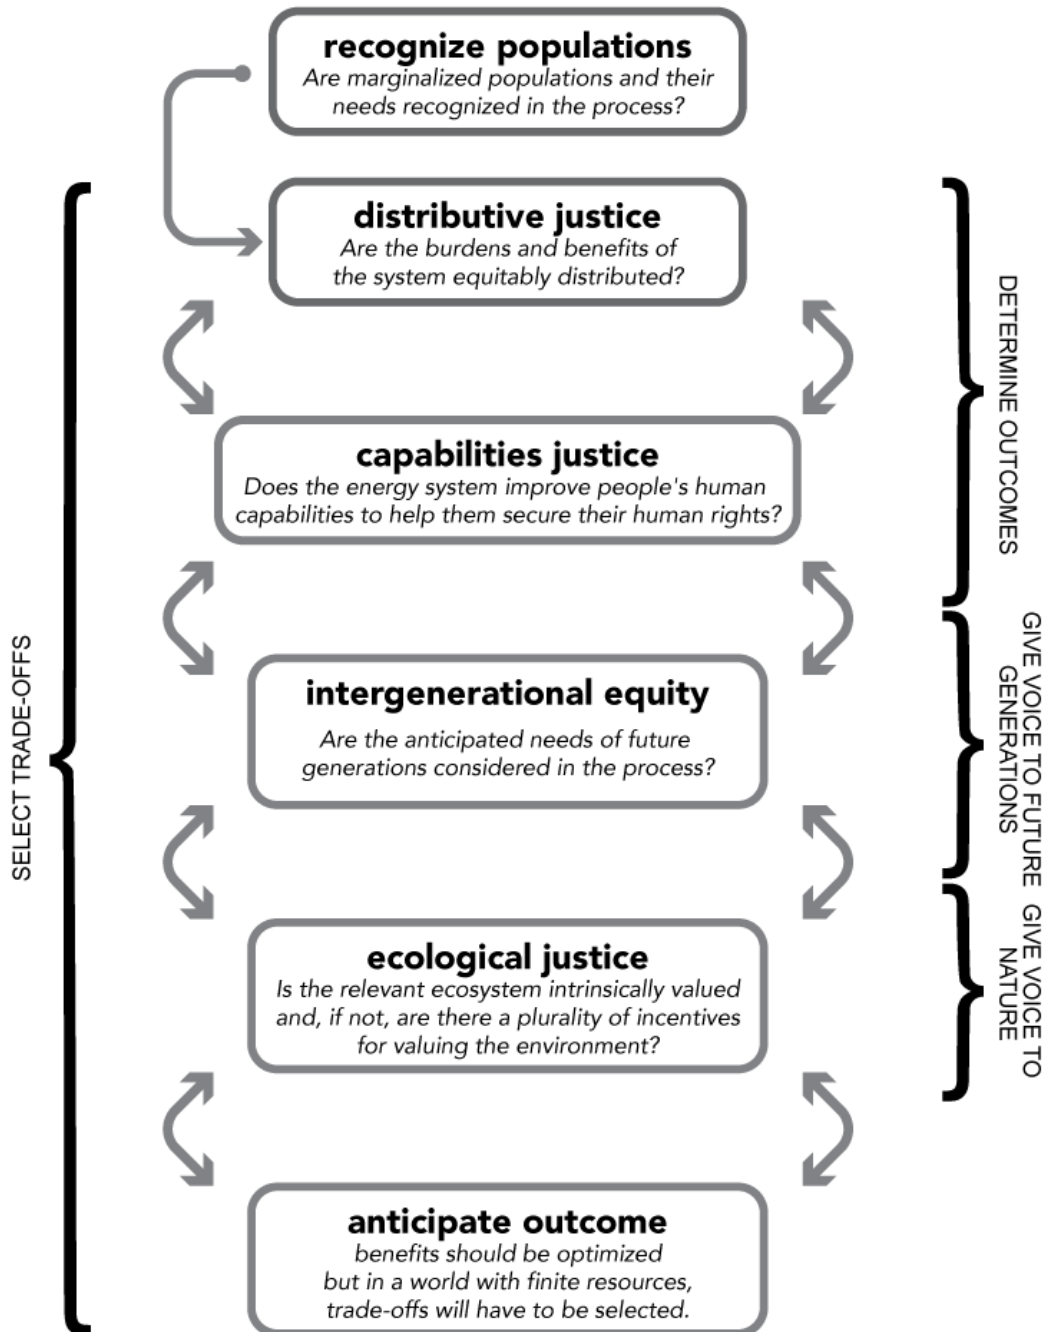 recognize populations
Are marginalized populations and their
needs recognized in the process?
distributive justice
Are the burdens and benefits of
the system equitably distributed?
capabilities justice
Does the energy system improve people's human
capabilities to help them secure their human rights?
intergenerational equity
Are the anticipated needs of future
generations considered in the process?
ecological justice
Is the relevant ecosystem intrinsically valued
and, if not, are there a plurality of incentives
for valuing the environment?
anticipate outcome
benefits should be optimized
but in a world with finite resources,
trade-offs will have to be selected.
SELECT TRADE-OFFS
DETERMINE OUTCOMES
GIVE VOICE TO FUTURE
GENERATIONS
GIVE VOICE TO
NATURE